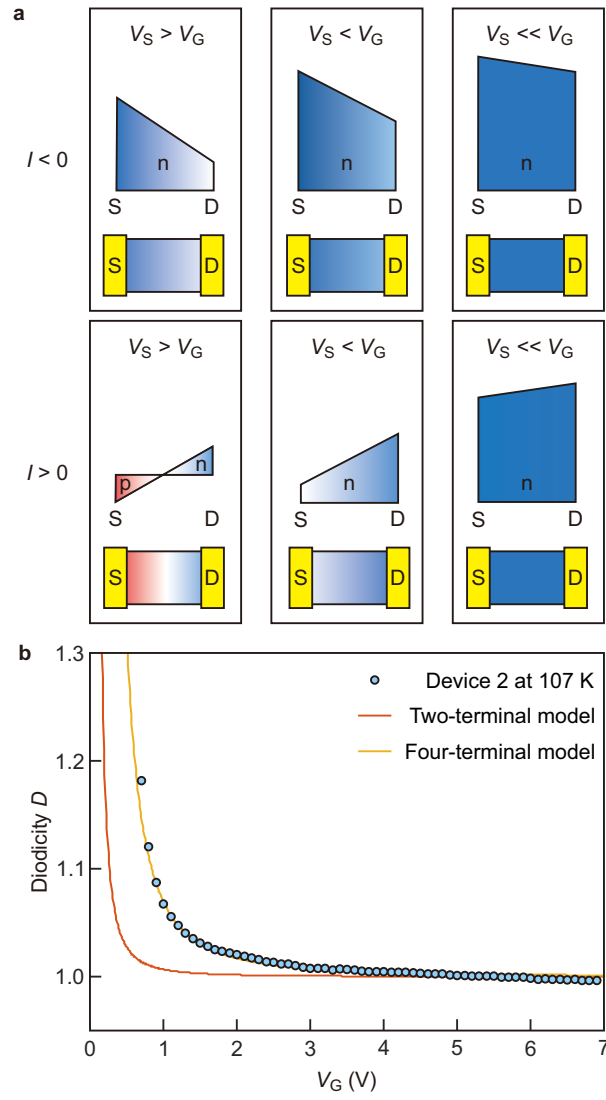 a
V_S > V_G
V_S < V_G
V_S << V_G
I < 0
n
n
n
S D
S D
S D
S D
S D
S D
V_S > V_G
V_S < V_G
V_S << V_G
I > 0
p n
n
n
S D
S D
S D
S D
S D
S D
b
1.3
1.2
1.1
1.0
Diodicity D
Device 2 at 107 K
Two-terminal model
Four-terminal model
0 1 2 3 4 5 6 7
V_G (V)